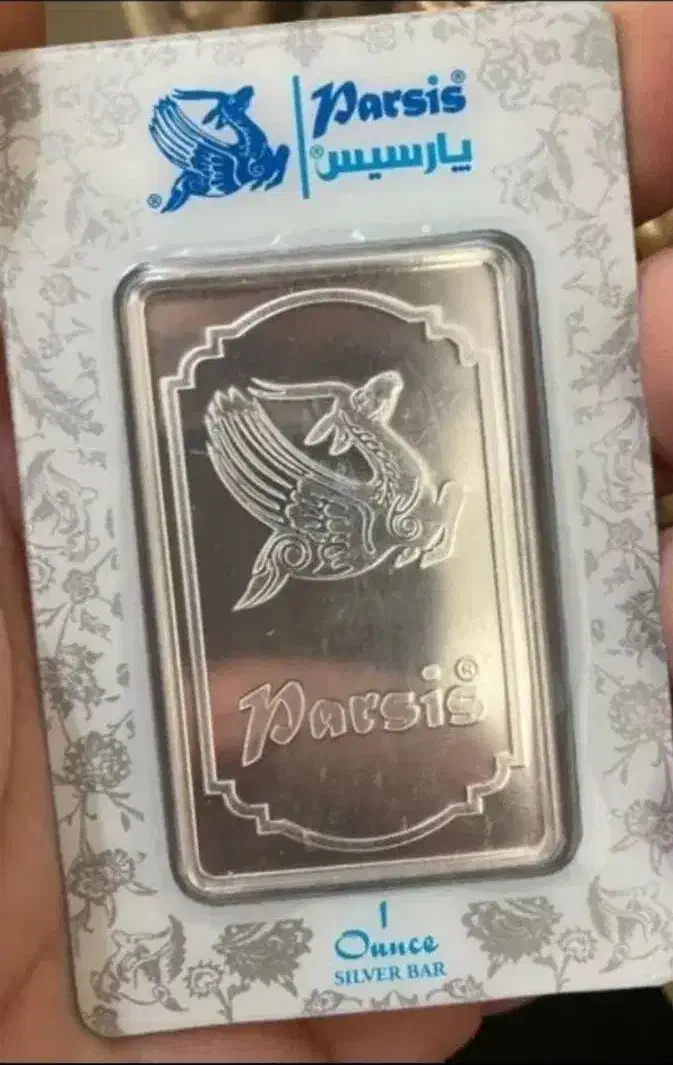 Parsis®
پارسیس®
®
Parsis®
1
Ounce
SILVER BAR